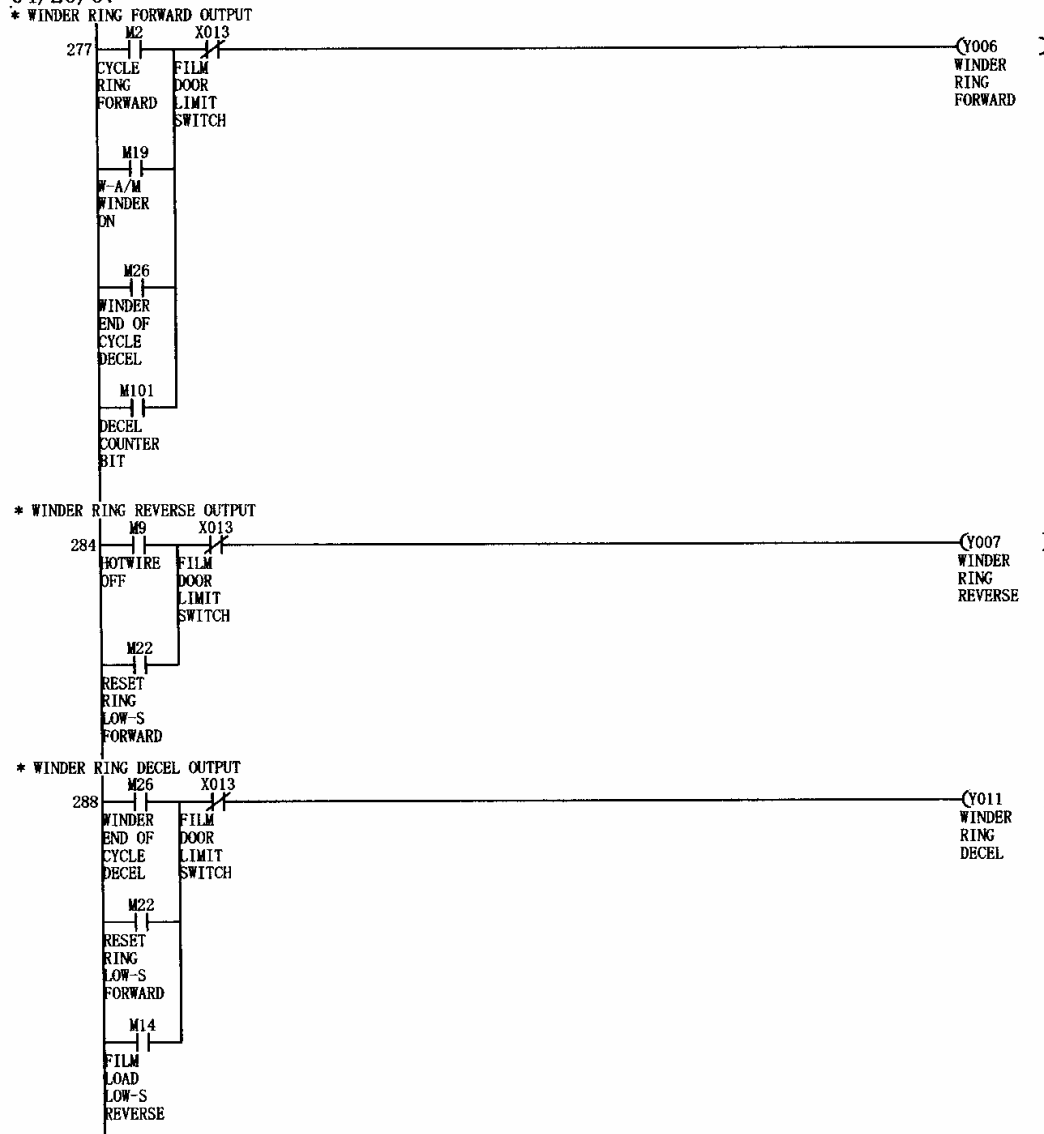 * WINDER RING FORWARD OUTPUT
M2 X013
277 (Y006 )
CYCLE FILM WINDER
RING DOOR RING
FORWARD LIMIT FORWARD
SWITCH
M19
W-A/M
WINDER
ON
M26
WINDER
END OF
CYCLE
DECEL
M101
DECEL
COUNTER
BIT
* WINDER RING REVERSE OUTPUT
M9 X013
284 (Y007 )
HOTWIRE FILM WINDER
OFF DOOR RING
LIMIT REVERSE
SWITCH
M22
RESET
RING
LOW-S
FORWARD
* WINDER RING DECEL OUTPUT
M26 X013
288 (Y011
WINDER FILM WINDER
END OF DOOR RING
CYCLE LIMIT DECEL
DECEL SWITCH
M22
RESET
RING
LOW-S
FORWARD
M14
FILM
LOAD
LOW-S
REVERSE